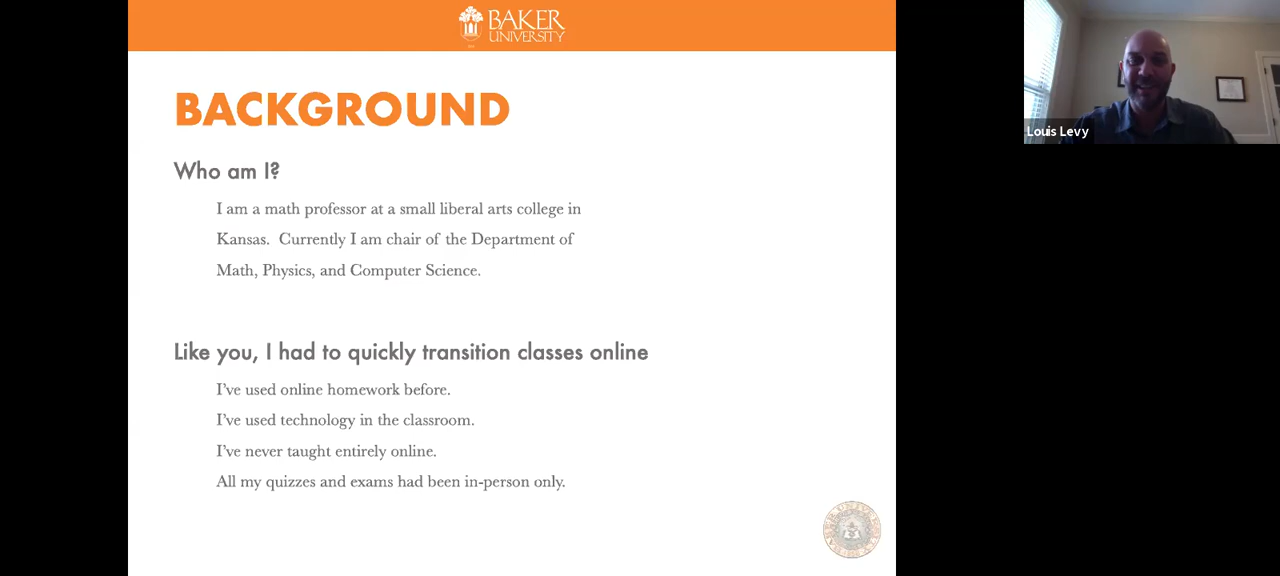 BAKER
UNIVERSITY
BACKGROUND
Who am I?
I am a math professor at a small liberal arts college in
Kansas. Currently I am chair of the Department of
Math, Physics, and Computer Science.
Like you, I had to quickly transition classes online
I've used online homework before.
I've used technology in the classroom.
I've never taught entirely online.
All my quizzes and exams had been in-person only.
Louis Levy